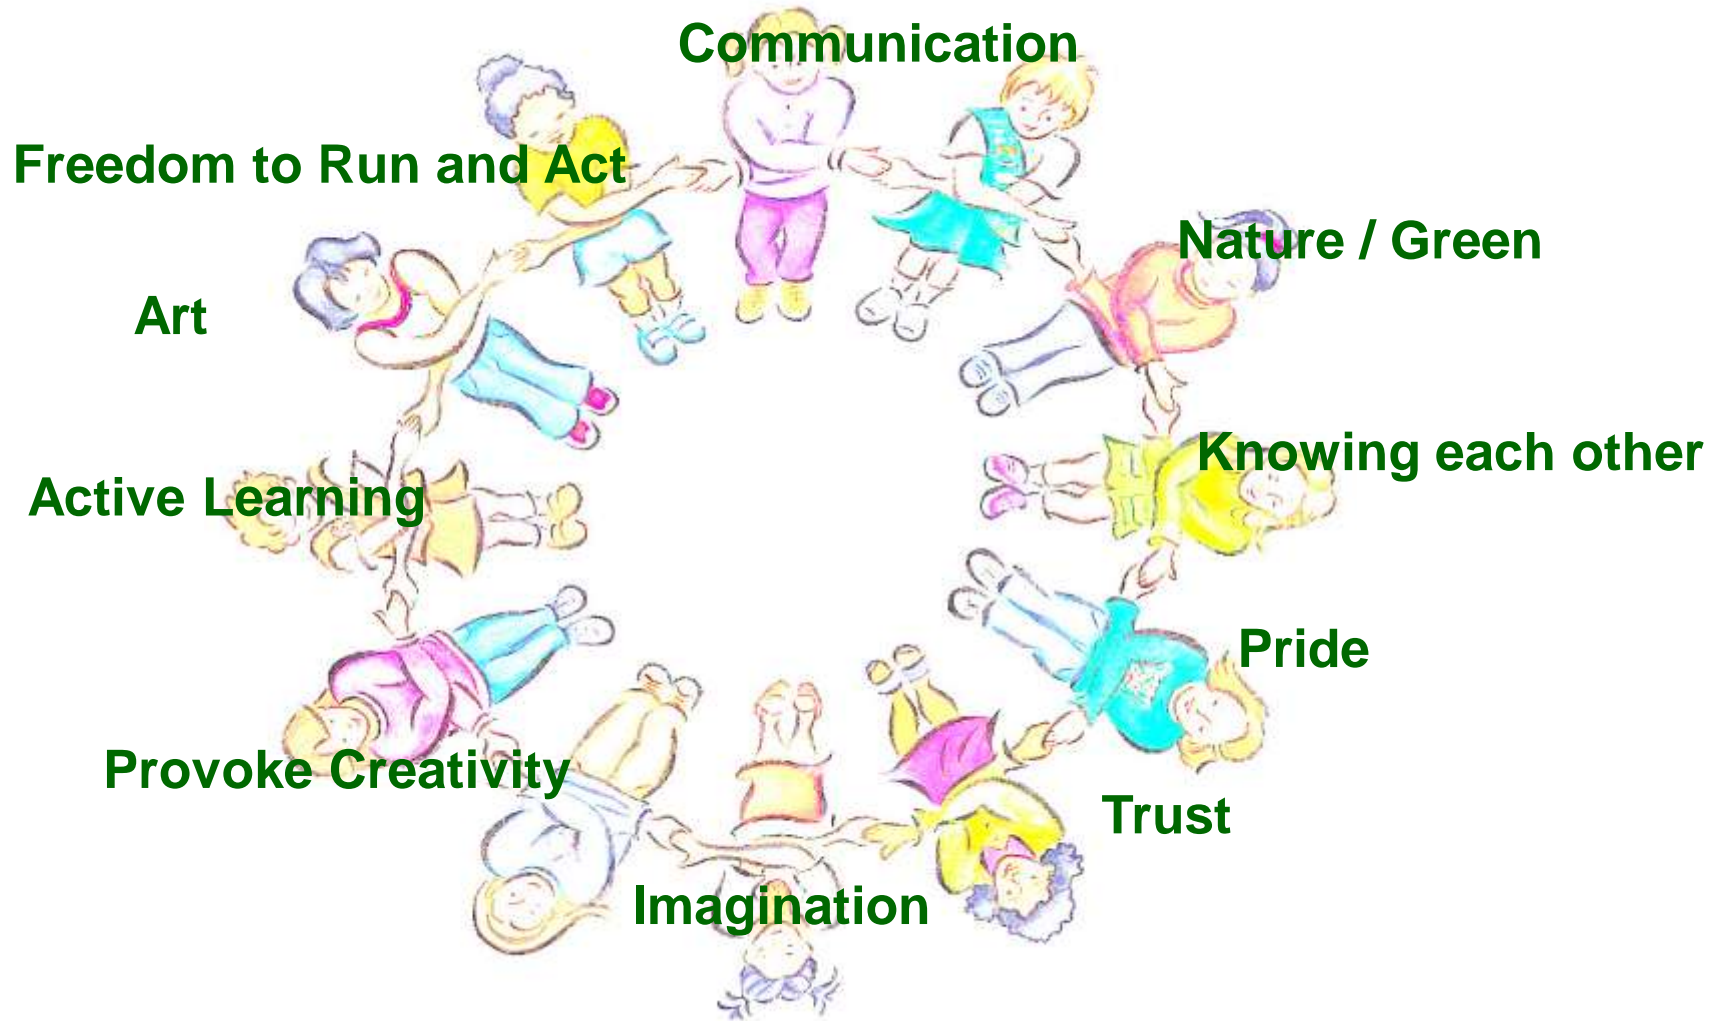 Communication
Freedom to Run and Act
Nature / Green
Art
Knowing each other
Active Learning
Pride
Provoke Creativity
Trust
Imagination